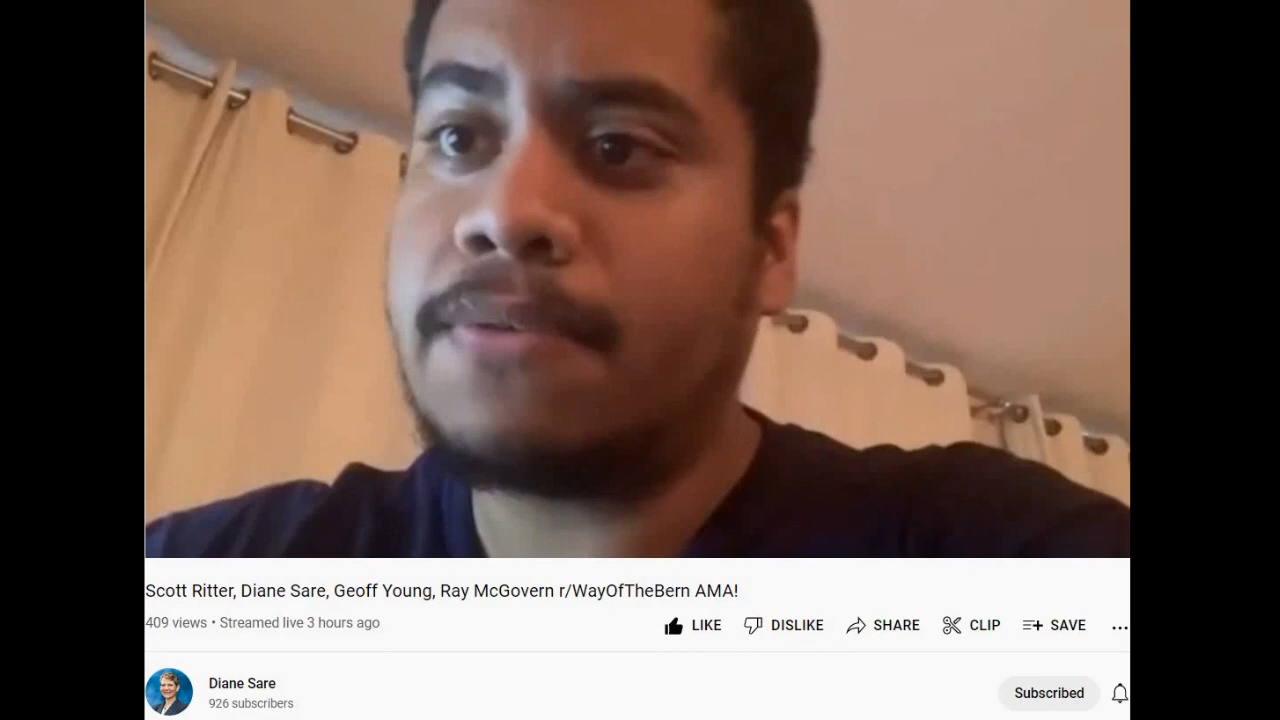 Scott Ritter, Diane Sare, Geoff Young, Ray McGovern r/WayOfTheBern AMA!
409 views • Streamed live 3 hours ago
LIKE DISLIKE SHARE CLIP SAVE ...
Diane Sare
926 subscribers
Subscribed